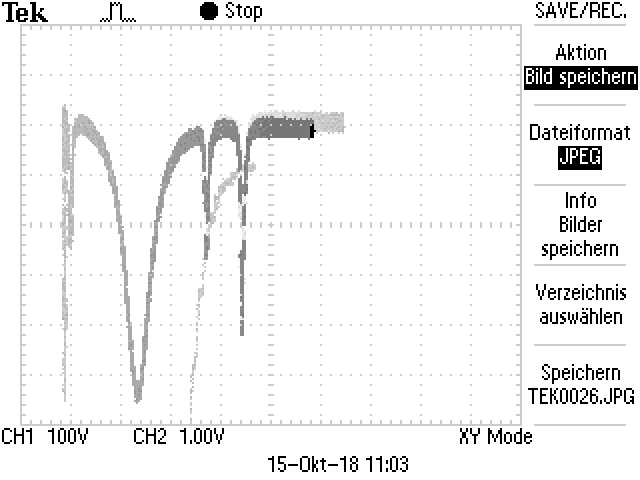 Tek Stop SAVE/REC.
Aktion
Bild speichern
Dateiformat
JPEG
Info
Bilder
speichern
Verzeichnis
auswählen
Speichern
TEK0026.JPG
CH1 100V CH2 1.00V XY Mode
15-Okt-18 11:03